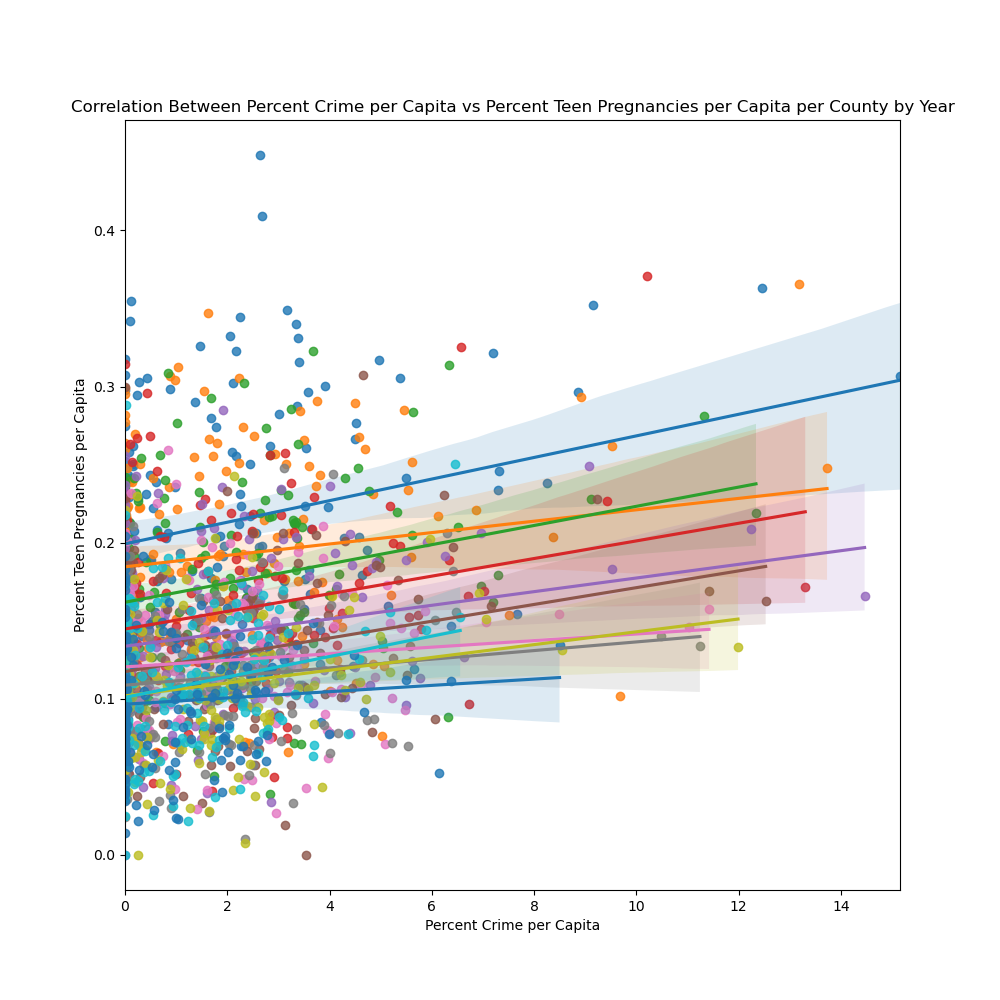 Correlation Between Percent Crime per Capita vs Percent Teen Pregnancies per Capita per County by Year
Percent Teen Pregnancies per Capita
0.4
0.3
0.2
0.1
0.0
0 2 4 6 8 10 12 14
Percent Crime per Capita